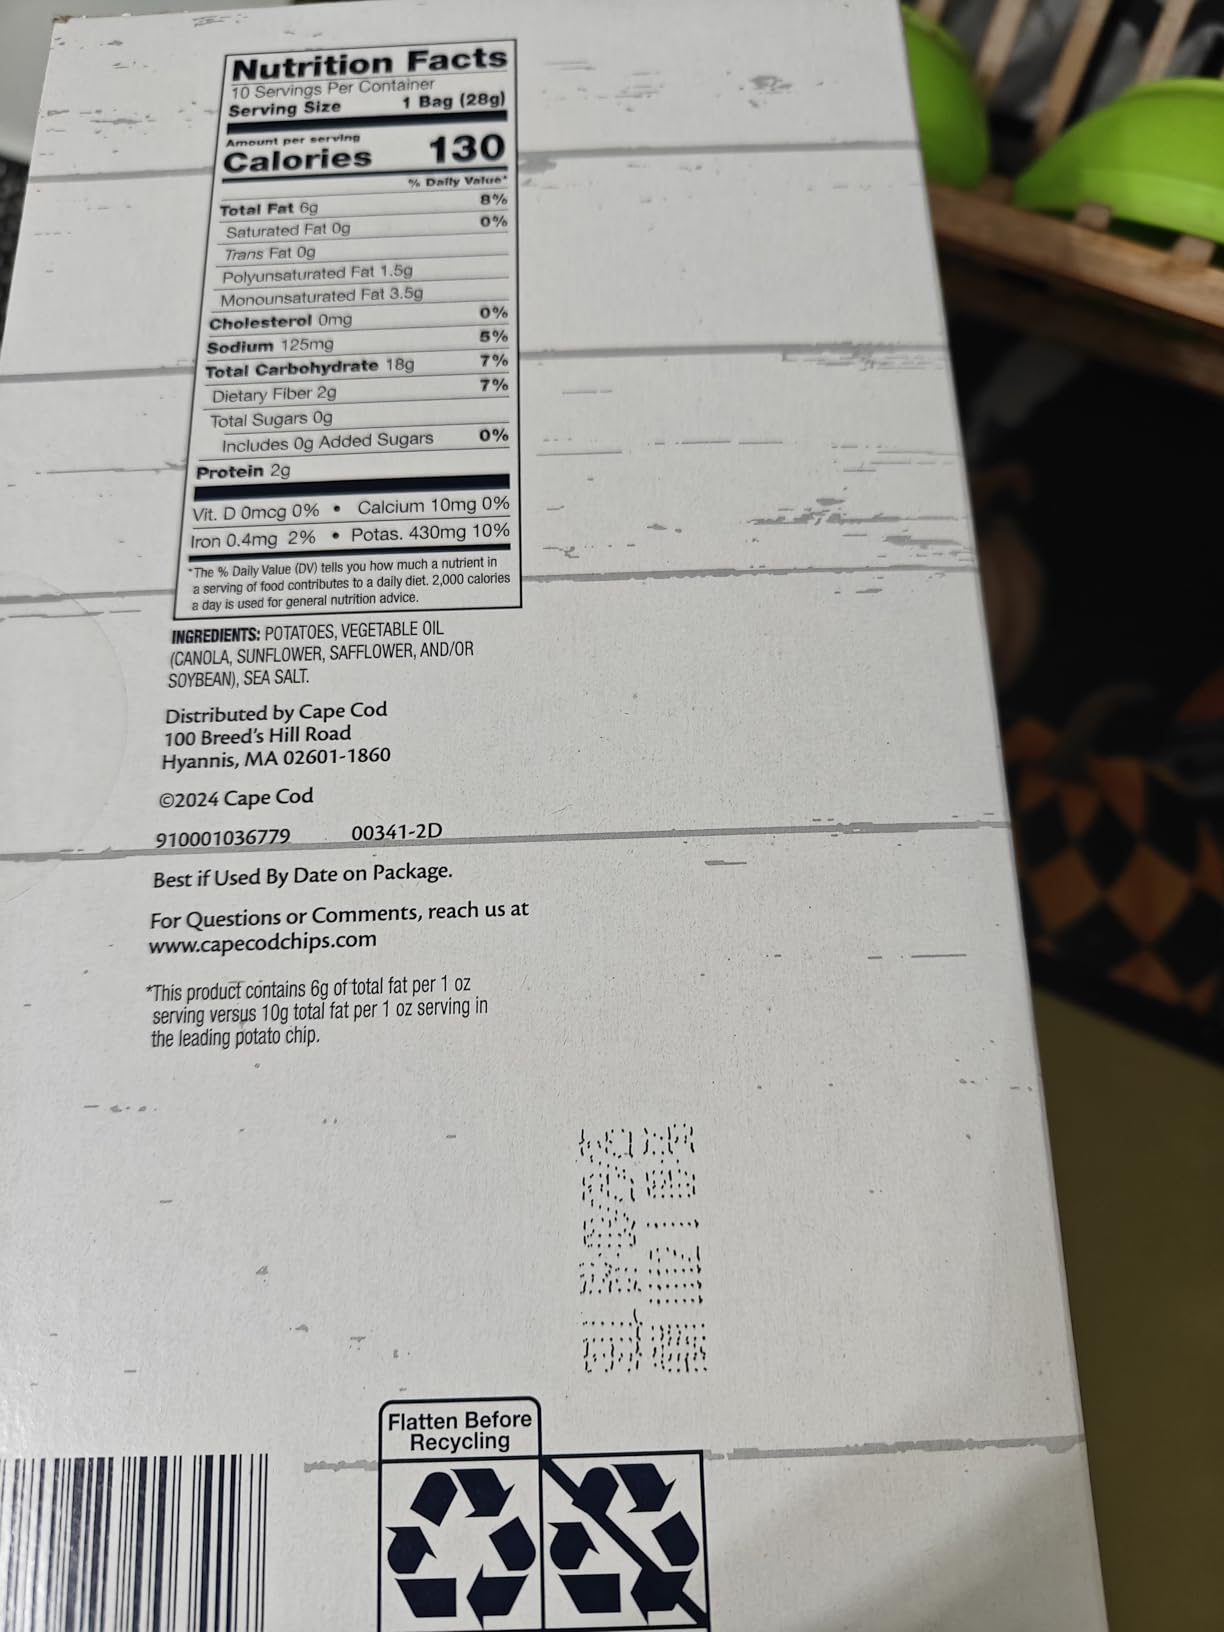 Nutrition Facts
10 Servings Per Container
Serving Size 1 Bag (28g)
Amount per serving
Calories 130
% Daily Value*
Total Fat 6g 8%
Saturated Fat 0g 0%
Trans Fat 0g
Polyunsaturated Fat 1.5g
Monounsaturated Fat 3.5g
Cholesterol 0mg 0%
Sodium 125mg 5%
Total Carbohydrate 18g 7%
Dietary Fiber 2g 7%
Total Sugars 0g
Includes 0g Added Sugars 0%
Protein 2g
Vit. D 0mcg 0% • Calcium 10mg 0%
Iron 0.4mg 2% • Potas. 430mg 10%
*The % Daily Value (DV) tells you how much a nutrient in
a serving of food contributes to a daily diet. 2,000 calories
a day is used for general nutrition advice.
INGREDIENTS: POTATOES, VEGETABLE OIL
(CANOLA, SUNFLOWER, SAFFLOWER, AND/OR
SOYBEAN), SEA SALT.
Distributed by Cape Cod
100 Breed's Hill Road
Hyannis, MA 02601-1860
©2024 Cape Cod
910001036779 00341-2D
Best if Used By Date on Package.
For Questions or Comments, reach us at
www.capecodchips.com
*This product contains 6g of total fat per 1 oz
serving versus 10g total fat per 1 oz serving in
the leading potato chip.
Flatten Before
Recycling